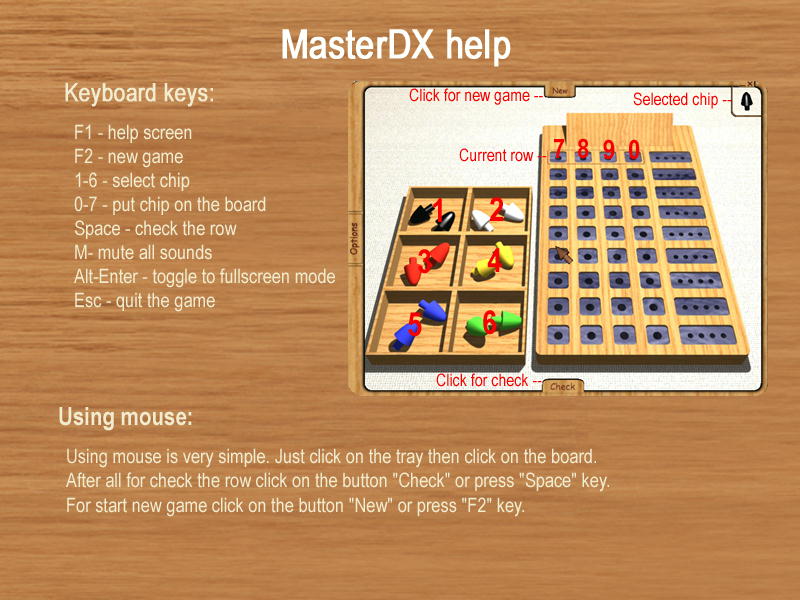 MasterDX help
Keyboard keys:
F1 - help screen
F2 - new game
1-6 - select chip
0-7 - put chip on the board
Space - check the row
M- mute all sounds
Alt-Enter - toggle to fullscreen mode
Esc - quit the game
Click for new game --
New
Selected chip --
Current row --
7 8 9 0
1 2
3 4
5 6
Options
Click for check --
Check
Using mouse:
Using mouse is very simple. Just click on the tray then click on the board.
After all for check the row click on the button "Check" or press "Space" key.
For start new game click on the button "New" or press "F2" key.